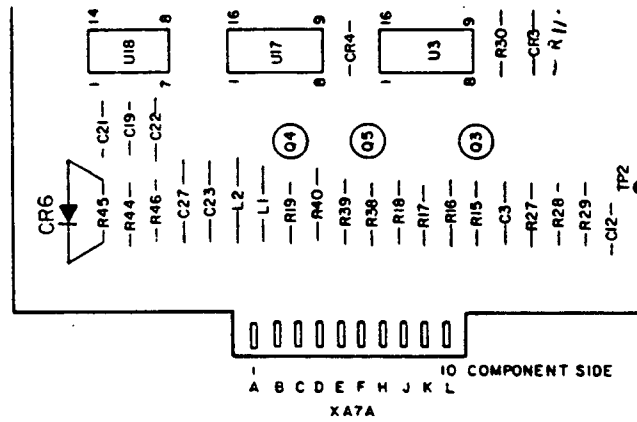 14 8 16 9 16 9
U18 U17 CR4 U3 R30 CR3 R11
1 7 1 8 1 8
C21 C19 C22
Q4 Q5 Q3
CR6
R45 R44 R46 C27 C23 L2 L1 R19 R40 R39 R38 R18 R17 R16 R15 C3 R27 R28 R29 C12 TP2
1 10 COMPONENT SIDE
A B C D E F H J K L
XA7A